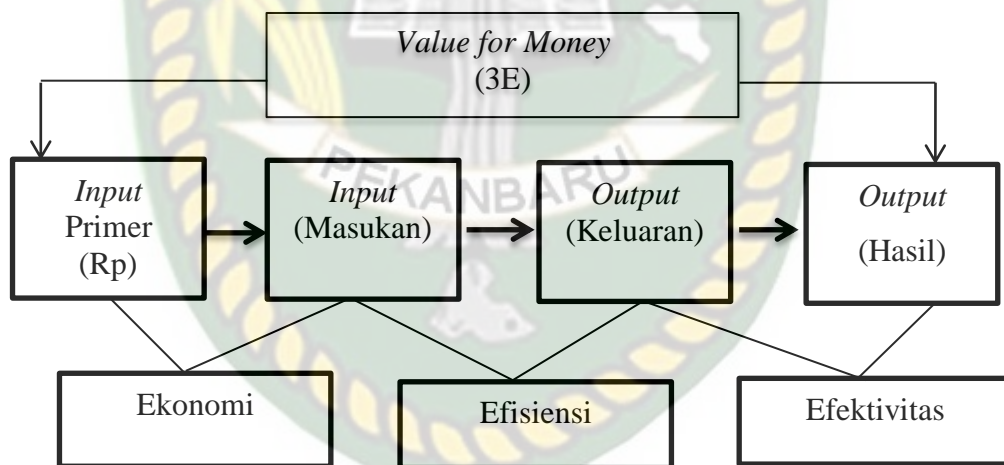 Value for Money
(3E)
PEKANBARU
Input
Primer
(Rp)
Input
(Masukan)
Output
(Keluaran)
Output
(Hasil)
Ekonomi
Efisiensi
Efektivitas